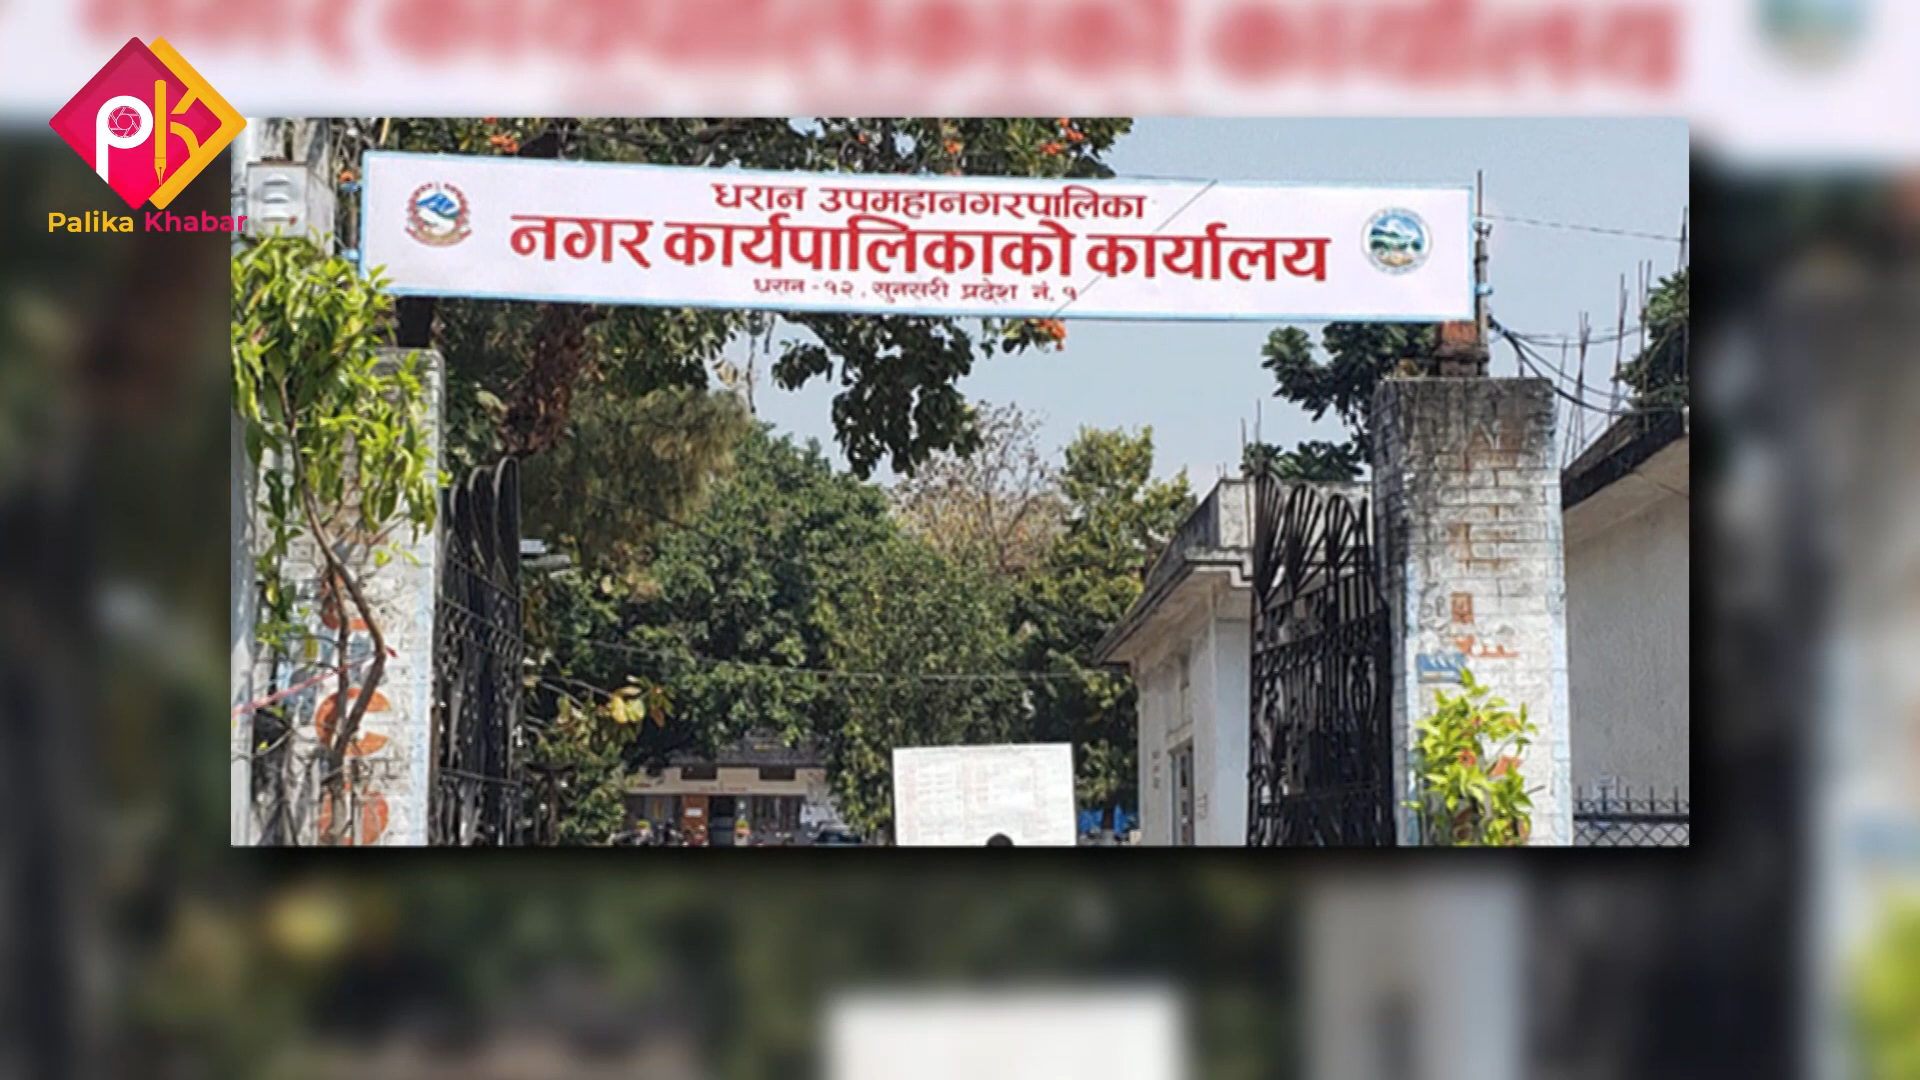 Palika Khabar
धरान उपमहानगरपालिका
नगर कार्यपालिकाको कार्यालय
धरान - १२, सुनसरी प्रदेश नं. १